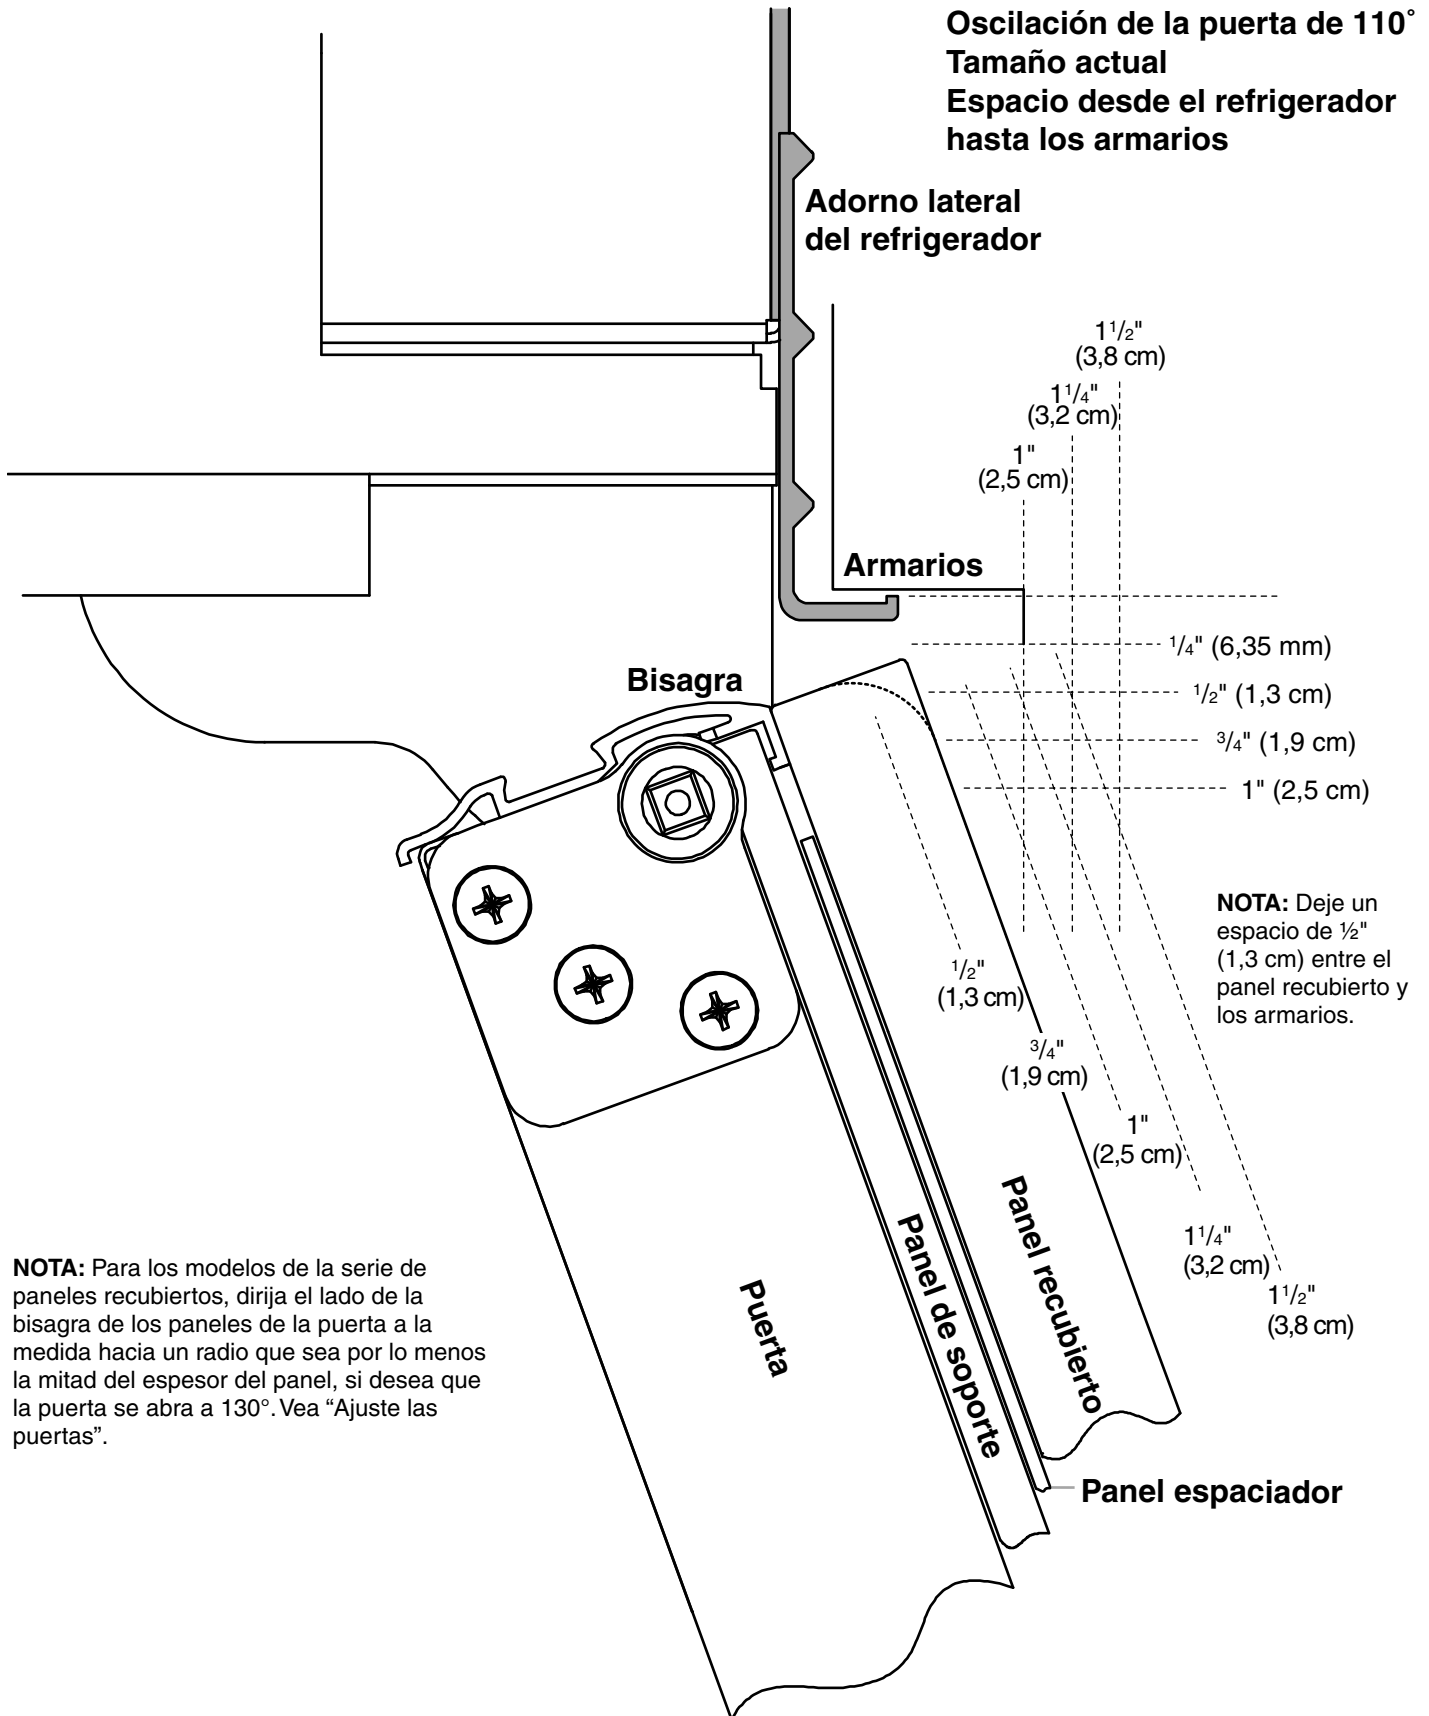 Oscilación de la puerta de 110˚
Tamaño actual
Espacio desde el refrigerador
hasta los armarios
Adorno lateral
del refrigerador
1 1/2"
(3,8 cm)
1 1/4"
(3,2 cm)
1"
(2,5 cm)
Armarios
1/4" (6,35 mm)
Bisagra
1/2" (1,3 cm)
3/4" (1,9 cm)
1" (2,5 cm)
NOTA: Deje un
espacio de ½"
(1,3 cm) entre el
panel recubierto y
los armarios.
1/2"
(1,3 cm)
3/4"
(1,9 cm)
1"
(2,5 cm)
1 1/4"
(3,2 cm)
1 1/2"
(3,8 cm)
Puerta
Panel de soporte
Panel recubierto
NOTA: Para los modelos de la serie de
paneles recubiertos, dirija el lado de la
bisagra de los paneles de la puerta a la
medida hacia un radio que sea por lo menos
la mitad del espesor del panel, si desea que
la puerta se abra a 130°. Vea “Ajuste las
puertas”.
Panel espaciador